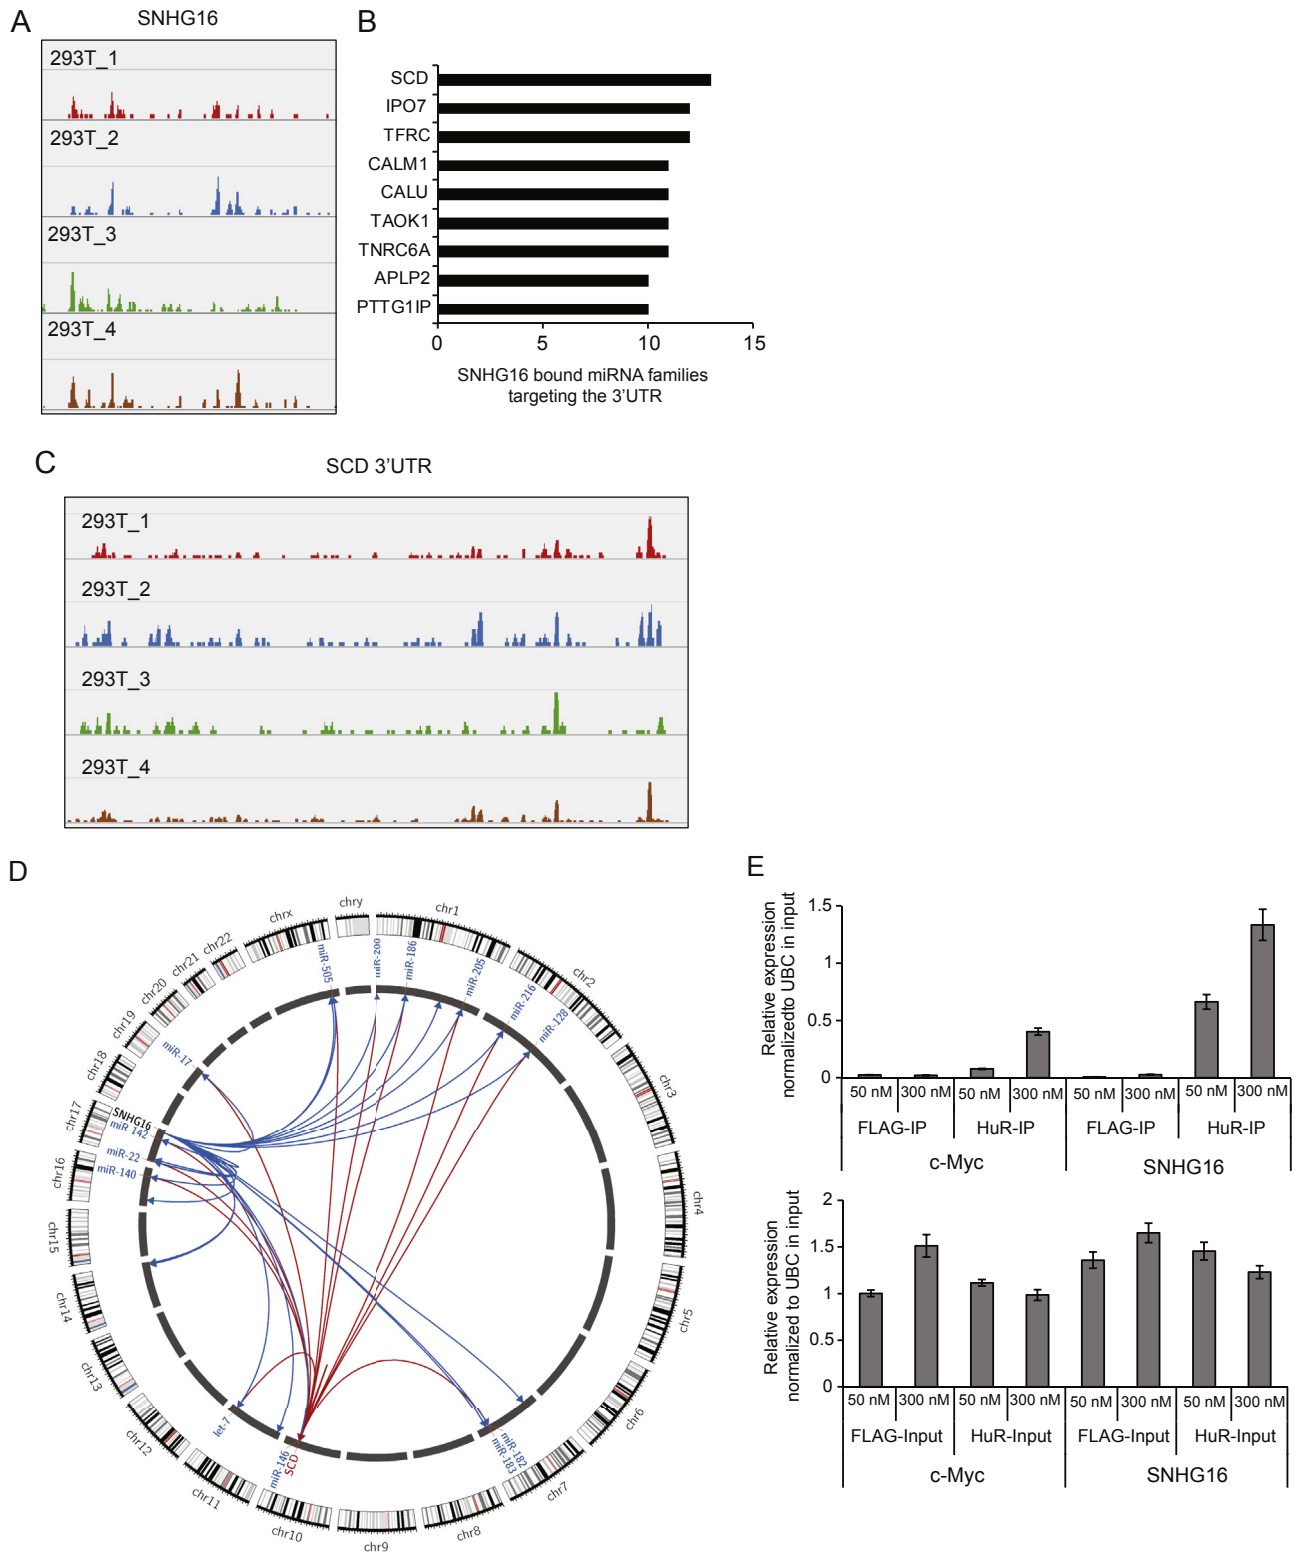 A
SNHG16
293T_1
293T_2
293T_3
293T_4
B
SCD
IPO7
TFRC
CALM1
CALU
TAOK1
TNRC6A
APLP2
PTTG1IP
0 5 10 15
SNHG16 bound miRNA families
targeting the 3'UTR
C
SCD 3'UTR
293T_1
293T_2
293T_3
293T_4
D
chr1
chr2
chr3
chr4
chr5
chr6
chr7
chr8
chr9
chr10
chr11
chr12
chr13
chr14
chr15
chr16
chr17
chr18
chr19
chr20
chr21
chr22
chrx
chry
miR-505
miR-200
miR-186
miR-205
miR-216
miR-128
miR-17
SNHG16
miR 142
miR-22
miR-140
let-7
miR-146
SCD
miR-182
miR-183
E
Relative expression
normalizedto UBC in input
1.5
1
0.5
0
50 nM 300 nM 50 nM 300 nM 50 nM 300 nM 50 nM 300 nM
FLAG-IP HuR-IP FLAG-IP HuR-IP
c-Myc SNHG16
Relative expression
normalized to UBC in input
2
1.5
1
0.5
0
50 nM 300 nM 50 nM 300 nM 50 nM 300 nM 50 nM 300 nM
FLAG-Input HuR-Input FLAG-Input HuR-Input
c-Myc SNHG16